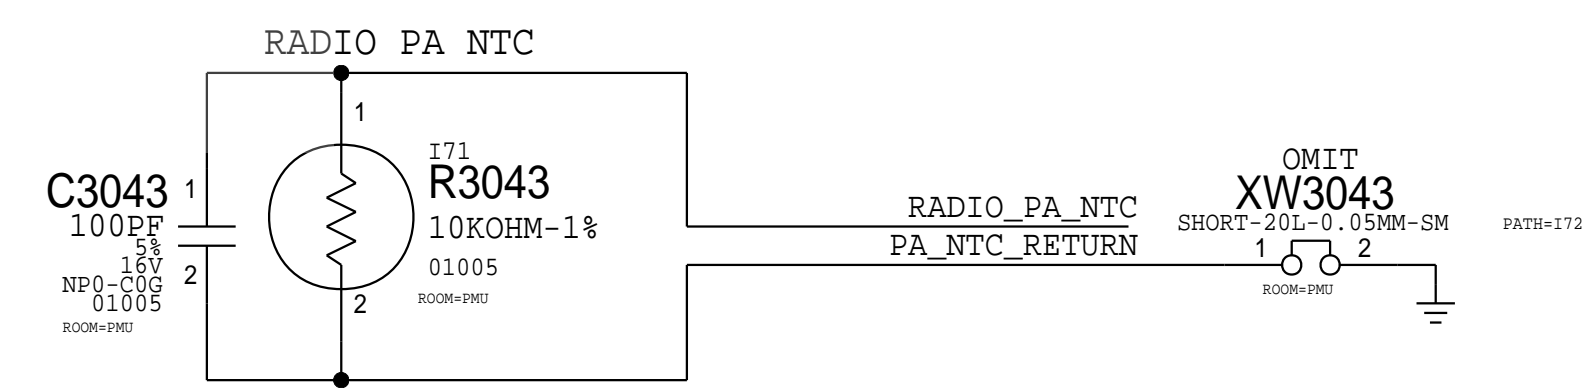 RADIO PA NTC
1
I71
R3043
10KOHM-1%
01005
ROOM=PMU
2
C3043
1
100PF
5%
16V
NP0-C0G
01005
2
ROOM=PMU
RADIO_PA_NTC
PA_NTC_RETURN
OMIT
XW3043
SHORT-20L-0.05MM-SM
1
2
ROOM=PMU
PATH=I72